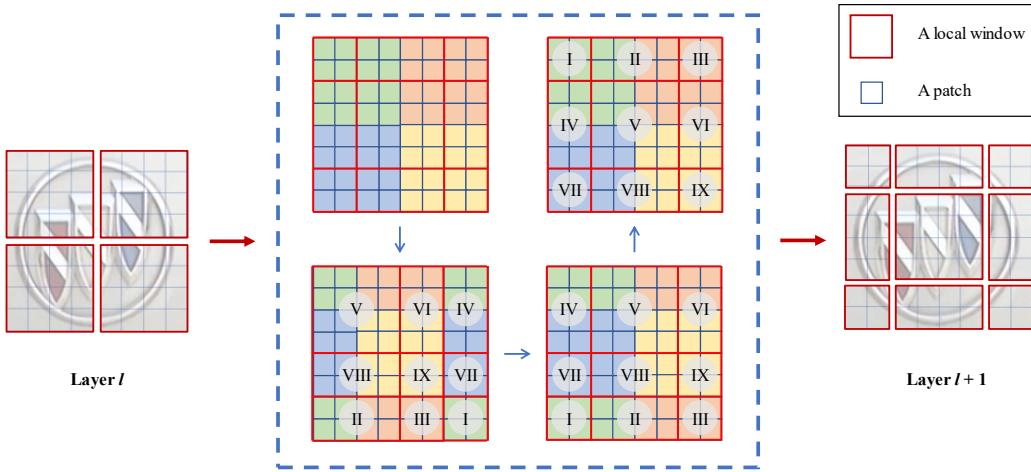 I II III
IV V VI
VII VIII IX
V VI IV
VIII IX VII
II III I
IV V VI
VII VIII IX
I II III
Layer l
Layer l + 1
A local window
A patch